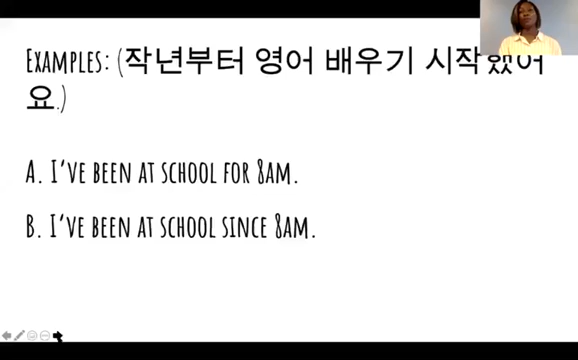 Examples: (작년부터 영어 배우기 시작했어
요.)
A. I've been at school for 8am.
B. I've been at school since 8am.